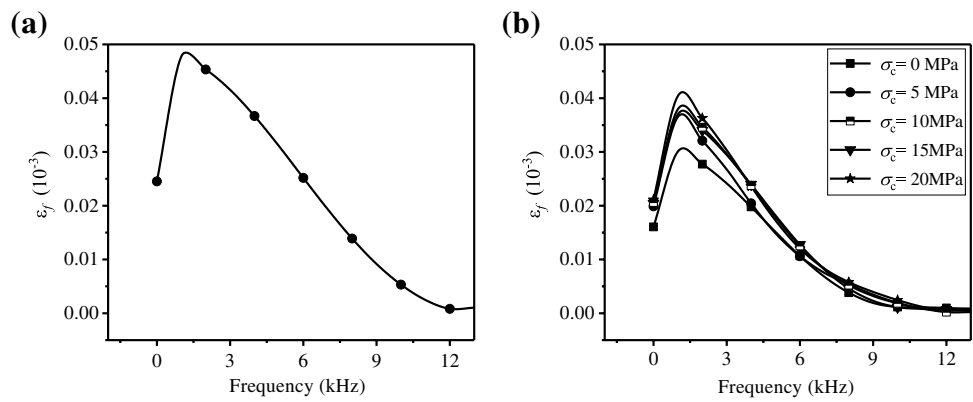 (a)
0.05
0.04
0.03
0.02
0.01
0.00
ε_f (10⁻³)
0 3 6 9 12
Frequency (kHz)
(b)
0.05
0.04
0.03
0.02
0.01
0.00
ε_f (10⁻³)
0 3 6 9 12
Frequency (kHz)
σ_c= 0 MPa
σ_c= 5 MPa
σ_c= 10MPa
σ_c= 15MPa
σ_c= 20MPa